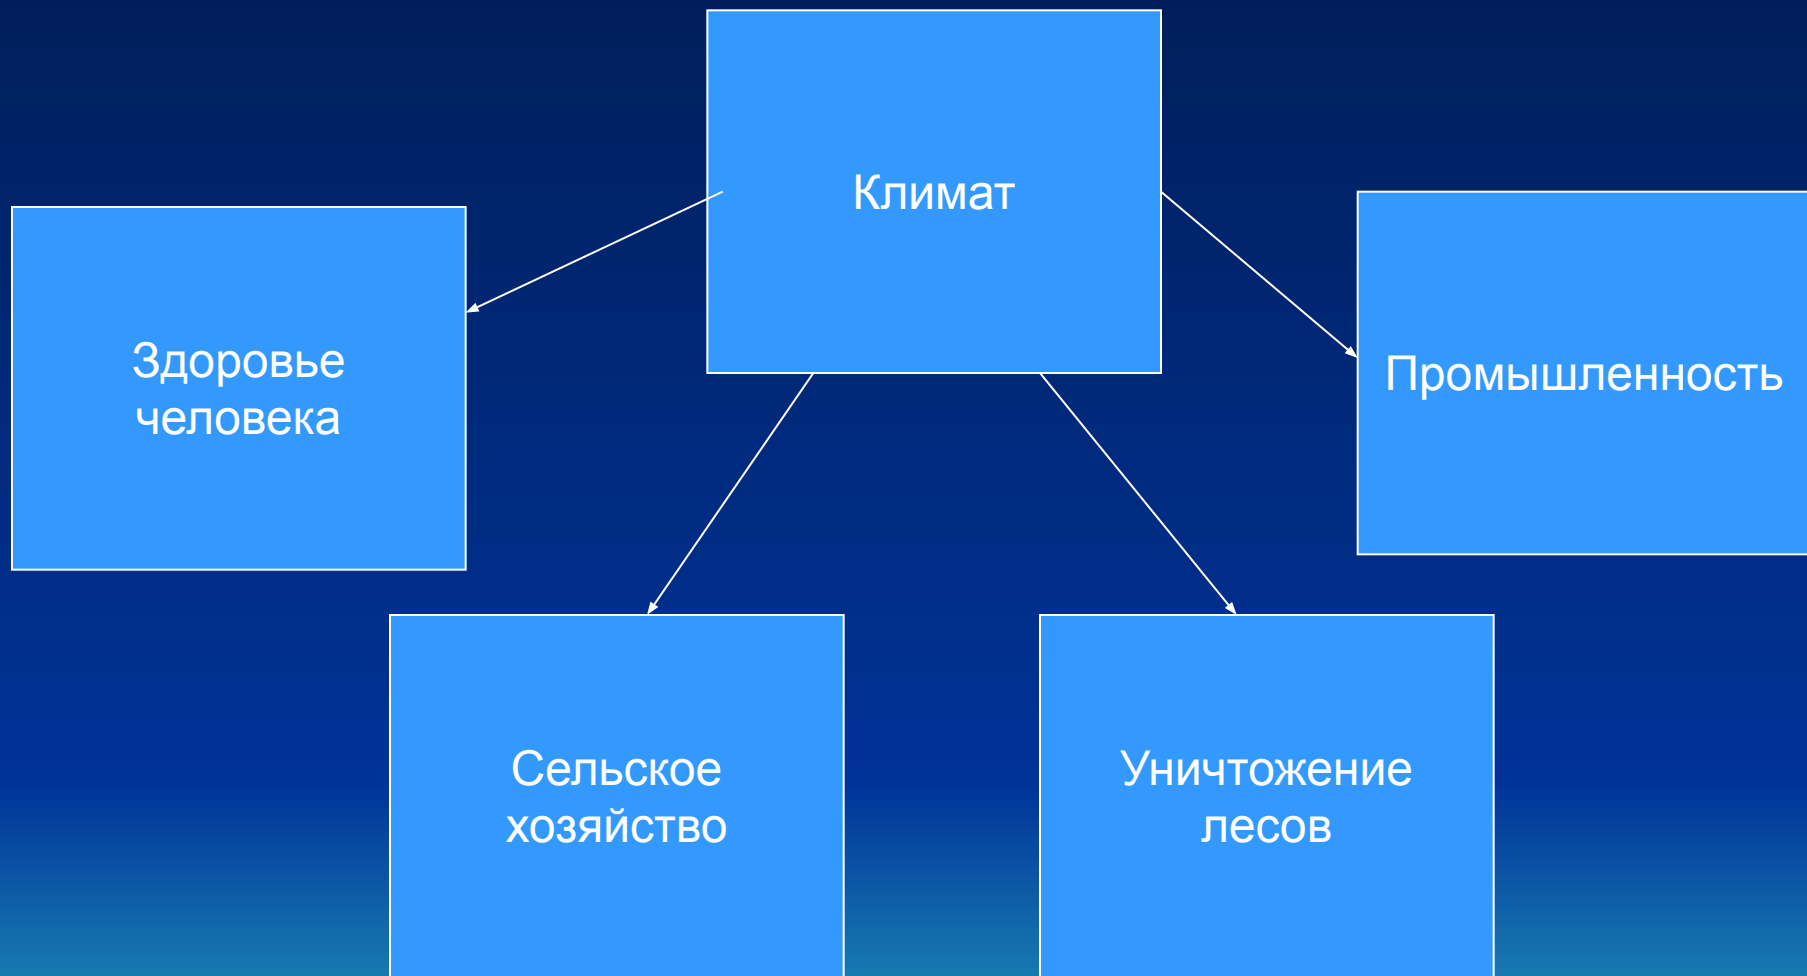 Климат
Здоровье
человека
Промышленность
Сельское
хозяйство
Уничтожение
лесов